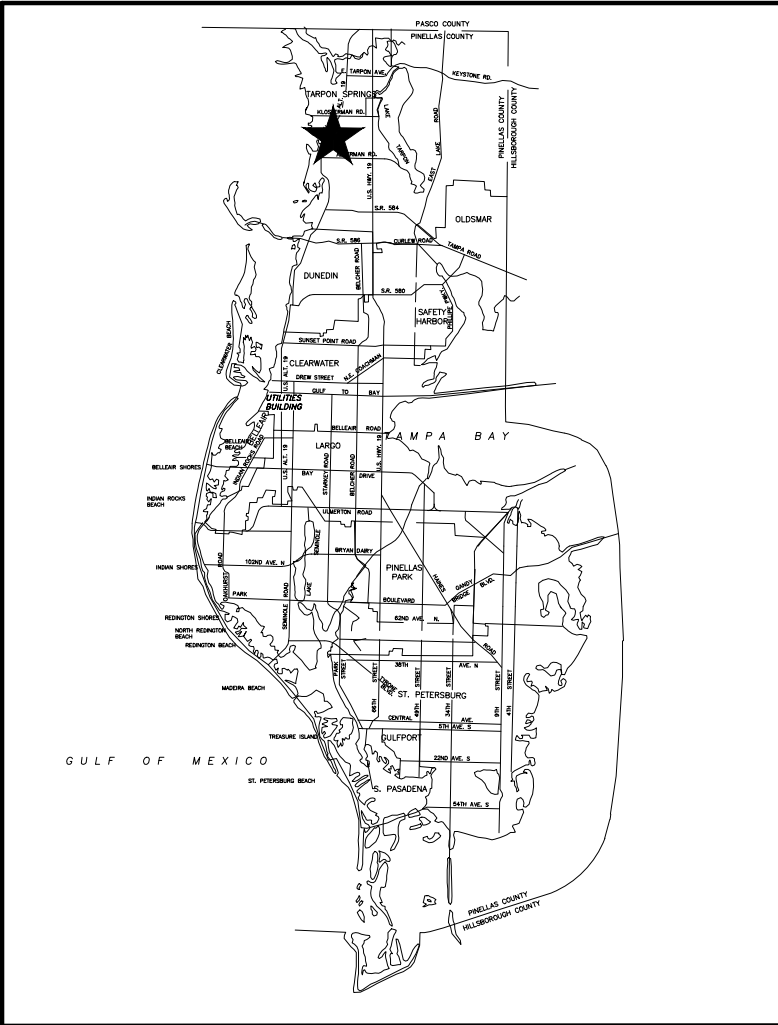 PASCO COUNTY
PINELLAS COUNTY
E. TARPON AVE.
KEYSTONE RD.
ALT. 19
TARPON SPRINGS
KLOSTERMAN RD.
LAKE
TARPON
EAST
LAKE
ROAD
PINELLAS COUNTY
HILLSBOROUGH COUNTY
RD.
U.S. HWY. 19
S.R. 584
OLDSMAR
S.R. 586
CURLEW ROAD
TAMPA ROAD
BELCHER ROAD
DUNEDIN
S.R. 580
PHILLIPE PKWY.
SAFETY
HARBOR
CLEARWATER BEACH
SUNSET POINT ROAD
CLEARWATER
N.E. COACHMAN
U.S. ALT. 19
DREW STREET
GULF TO BAY
UTILITIES
BUILDING
BELLEAIR
BELLEAIR ROAD
TAMPA BAY
BELLEAIR
BEACH
INDIAN ROCKS ROAD
LARGO
U.S. ALT. 19
STARKEY ROAD
BELCHER ROAD
U.S. HWY. 19
BELLEAIR SHORES
BAY DRIVE
INDIAN ROCKS
BEACH
ULMERTON ROAD
SEMINOLE
LAKE
BRYAN DAIRY
102ND AVE. N
INDIAN SHORES
OAKHURST ROAD
PINELLAS
PARK
HAINES
ROAD
GANDY
BRIDGE BLVD.
PARK
BOULEVARD
SEMINOLE ROAD
62ND AVE. N.
REDINGTON SHORES
NORTH REDINGTON
BEACH
REDINGTON BEACH
38TH AVE. N
PARK STREET
66TH STREET
TYRONE BLVD.
49TH STREET
34TH STREET
9TH STREET
4TH STREET
MADEIRA BEACH
ST. PETERSBURG
CENTRAL AVE.
5TH AVE. S
TREASURE ISLAND
GULFPORT
GULF OF MEXICO
22ND AVE. S
ST. PETERSBURG BEACH
S. PASADENA
54TH AVE. S
PINELLAS COUNTY
HILLSBOROUGH COUNTY